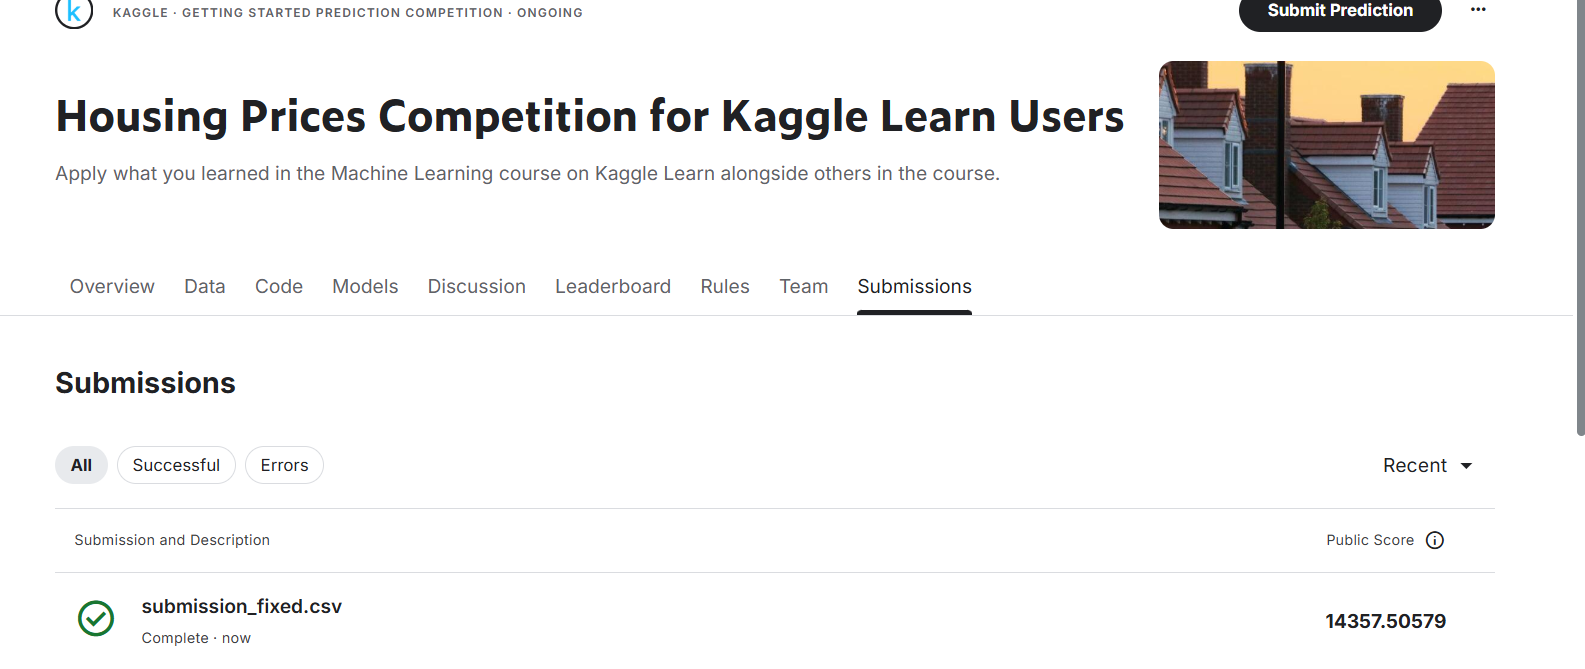 KAGGLE · GETTING STARTED PREDICTION COMPETITION · ONGOING
Submit Prediction
Housing Prices Competition for Kaggle Learn Users
Apply what you learned in the Machine Learning course on Kaggle Learn alongside others in the course.
Overview Data Code Models Discussion Leaderboard Rules Team Submissions
Submissions
All Successful Errors
Recent
Submission and Description
Public Score
submission_fixed.csv
Complete · now
14357.50579